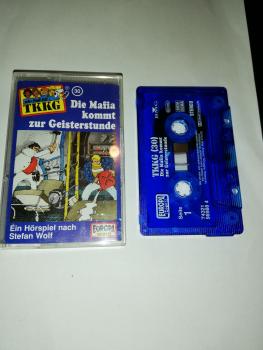 TKKG
30
Die Mafia
kommt
zur Geisterstunde
Ein Hörspiel nach
Stefan Wolf
EUROPA
TKKG (30)
Die Mafia kommt
zur Geisterstunde
EUROPA
Seite
1
STEREO